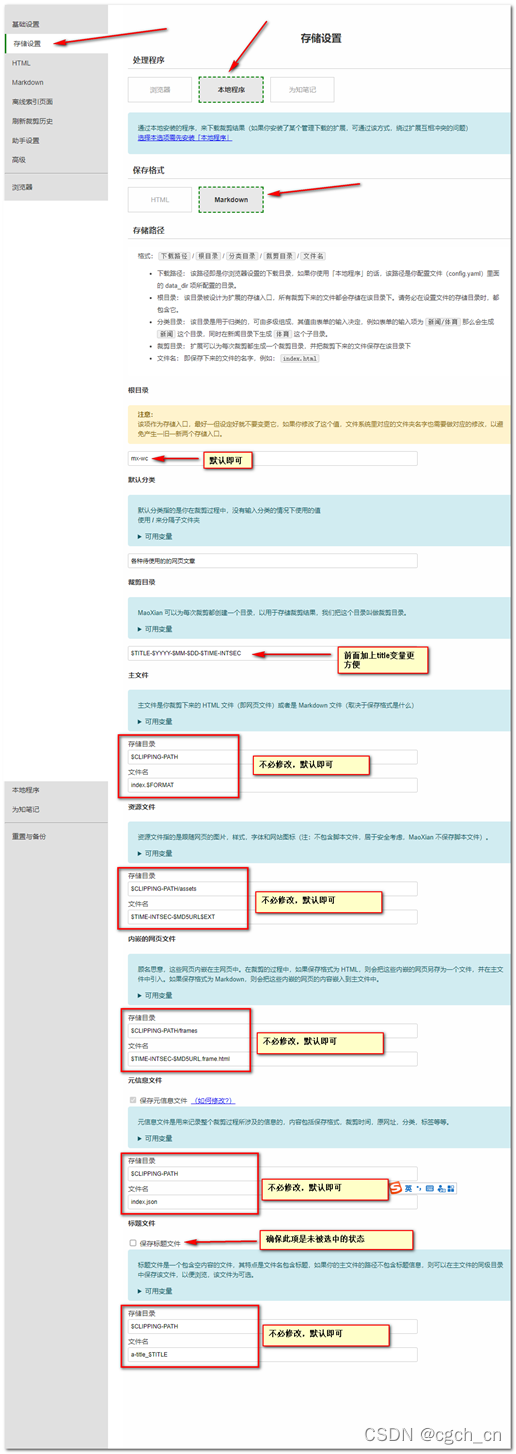 基础设置
存储设置
HTML
Markdown
离线索引页面
刷新裁剪历史
助手设置
高级
浏览器
本地程序
为知笔记
重置与备份
存储设置
处理程序
浏览器
本地程序
为知笔记
通过本地安装的程序，来下载裁剪结果（如果你安装了某个管理下载的扩展，可通过该方式，绕过扩展互相冲突的问题）
选择本选项需先安装「本地程序」
保存格式
HTML
Markdown
存储路径
格式： 下载路径 / 根目录 / 分类目录 / 裁剪目录 / 文件名
• 下载路径： 该路径即是你浏览器设置的下载目录，如果你使用「本地程序」的话，该路径是你配置文件（config yaml）里面
的 data_dir 项所配置的目录。
• 根目录： 该目录被设计为扩展的存储入口，所有裁剪下来的文件都会存储在该目录下。请务必在设置文件的存储目录时，都
包含它。
• 分类目录： 该目录是用于归类的，可由多级组成，其值由表单的输入决定，例如表单的输入项为 新闻/体育 那么会生成
新闻 这个目录，同时在新闻目录下生成 体育 这个子目录。
• 裁剪目录： 扩展可以为每次裁剪都生成一个裁剪目录，并把裁剪下来的文件保存在该目录下
• 文件名： 即保存下来的文件的名字，例如： index.html
根目录
注意：
该项作为存储入口，最好一但设定好就不要变更它，如果你修改了这个值，文件系统里对应的文件夹名字也需要做对应的修改，以避
免产生一旧一新两个存储入口。
mx-wc
默认即可
默认分类
默认分类指的是你在裁剪过程中，没有输入分类的情况下使用的值
使用 / 来分隔子文件夹
▶ 可用变量
各种待使用的的网页文章
裁剪目录
MaoXian 可以为每次裁剪都创建一个目录，以用于存储裁剪结果，我们把这个目录叫做裁剪目录。
▶ 可用变量
$TITLE-$YYYY-$MM-$DD-$TIME-INTSEC
前面加上title变量更
方便
主文件
主文件是你裁剪下来的 HTML 文件（即网页文件）或者是 Markdown 文件（取决于保存格式是什么）
▶ 可用变量
存储目录
$CLIPPING-PATH
文件名
index.$FORMAT
不必修改，默认即可
资源文件
资源文件指的是跟随网页的图片，样式，字体和网站图标（注：不包含脚本文件，居于安全考虑，MaoXian 不保存脚本文件）。
▶ 可用变量
存储目录
$CLIPPING-PATH/assets
文件名
$TIME-INTSEC-$MD5URL$EXT
不必修改，默认即可
内嵌的网页文件
顾名思意，这些网页内嵌在主网页中。在裁剪的过程中，如果保存格式为 HTML，则会把这些内嵌的网页另存为一个文件，并在主文
件中引入。如果保存格式为 Markdown，则会把这些内嵌的网页的内容嵌入到主文件中。
▶ 可用变量
存储目录
$CLIPPING-PATH/frames
文件名
$TIME-INTSEC-$MD5URL.frame.html
不必修改，默认即可
元信息文件
保存元信息文件 （如何修改?）
元信息文件是用来记录整个裁剪过程所涉及的信息的，内容包括保存格式，裁剪时间，原网址，分类，标签等等。
▶ 可用变量
存储目录
$CLIPPING-PATH
文件名
index.json
不必修改，默认即可
英
标题文件
保存标题文件
确保此项是未被选中的状态
标题文件是一个包含空内容的文件，其特点是文件名包含标题，如果你的主文件的路径不包含标题信息，则可以在主文件的同级目录
中保存该文件，以便浏览，该文件为可选。
▶ 可用变量
存储目录
$CLIPPING-PATH
文件名
a-title_$TITLE
不必修改，默认即可
CSDN @cgch_cn